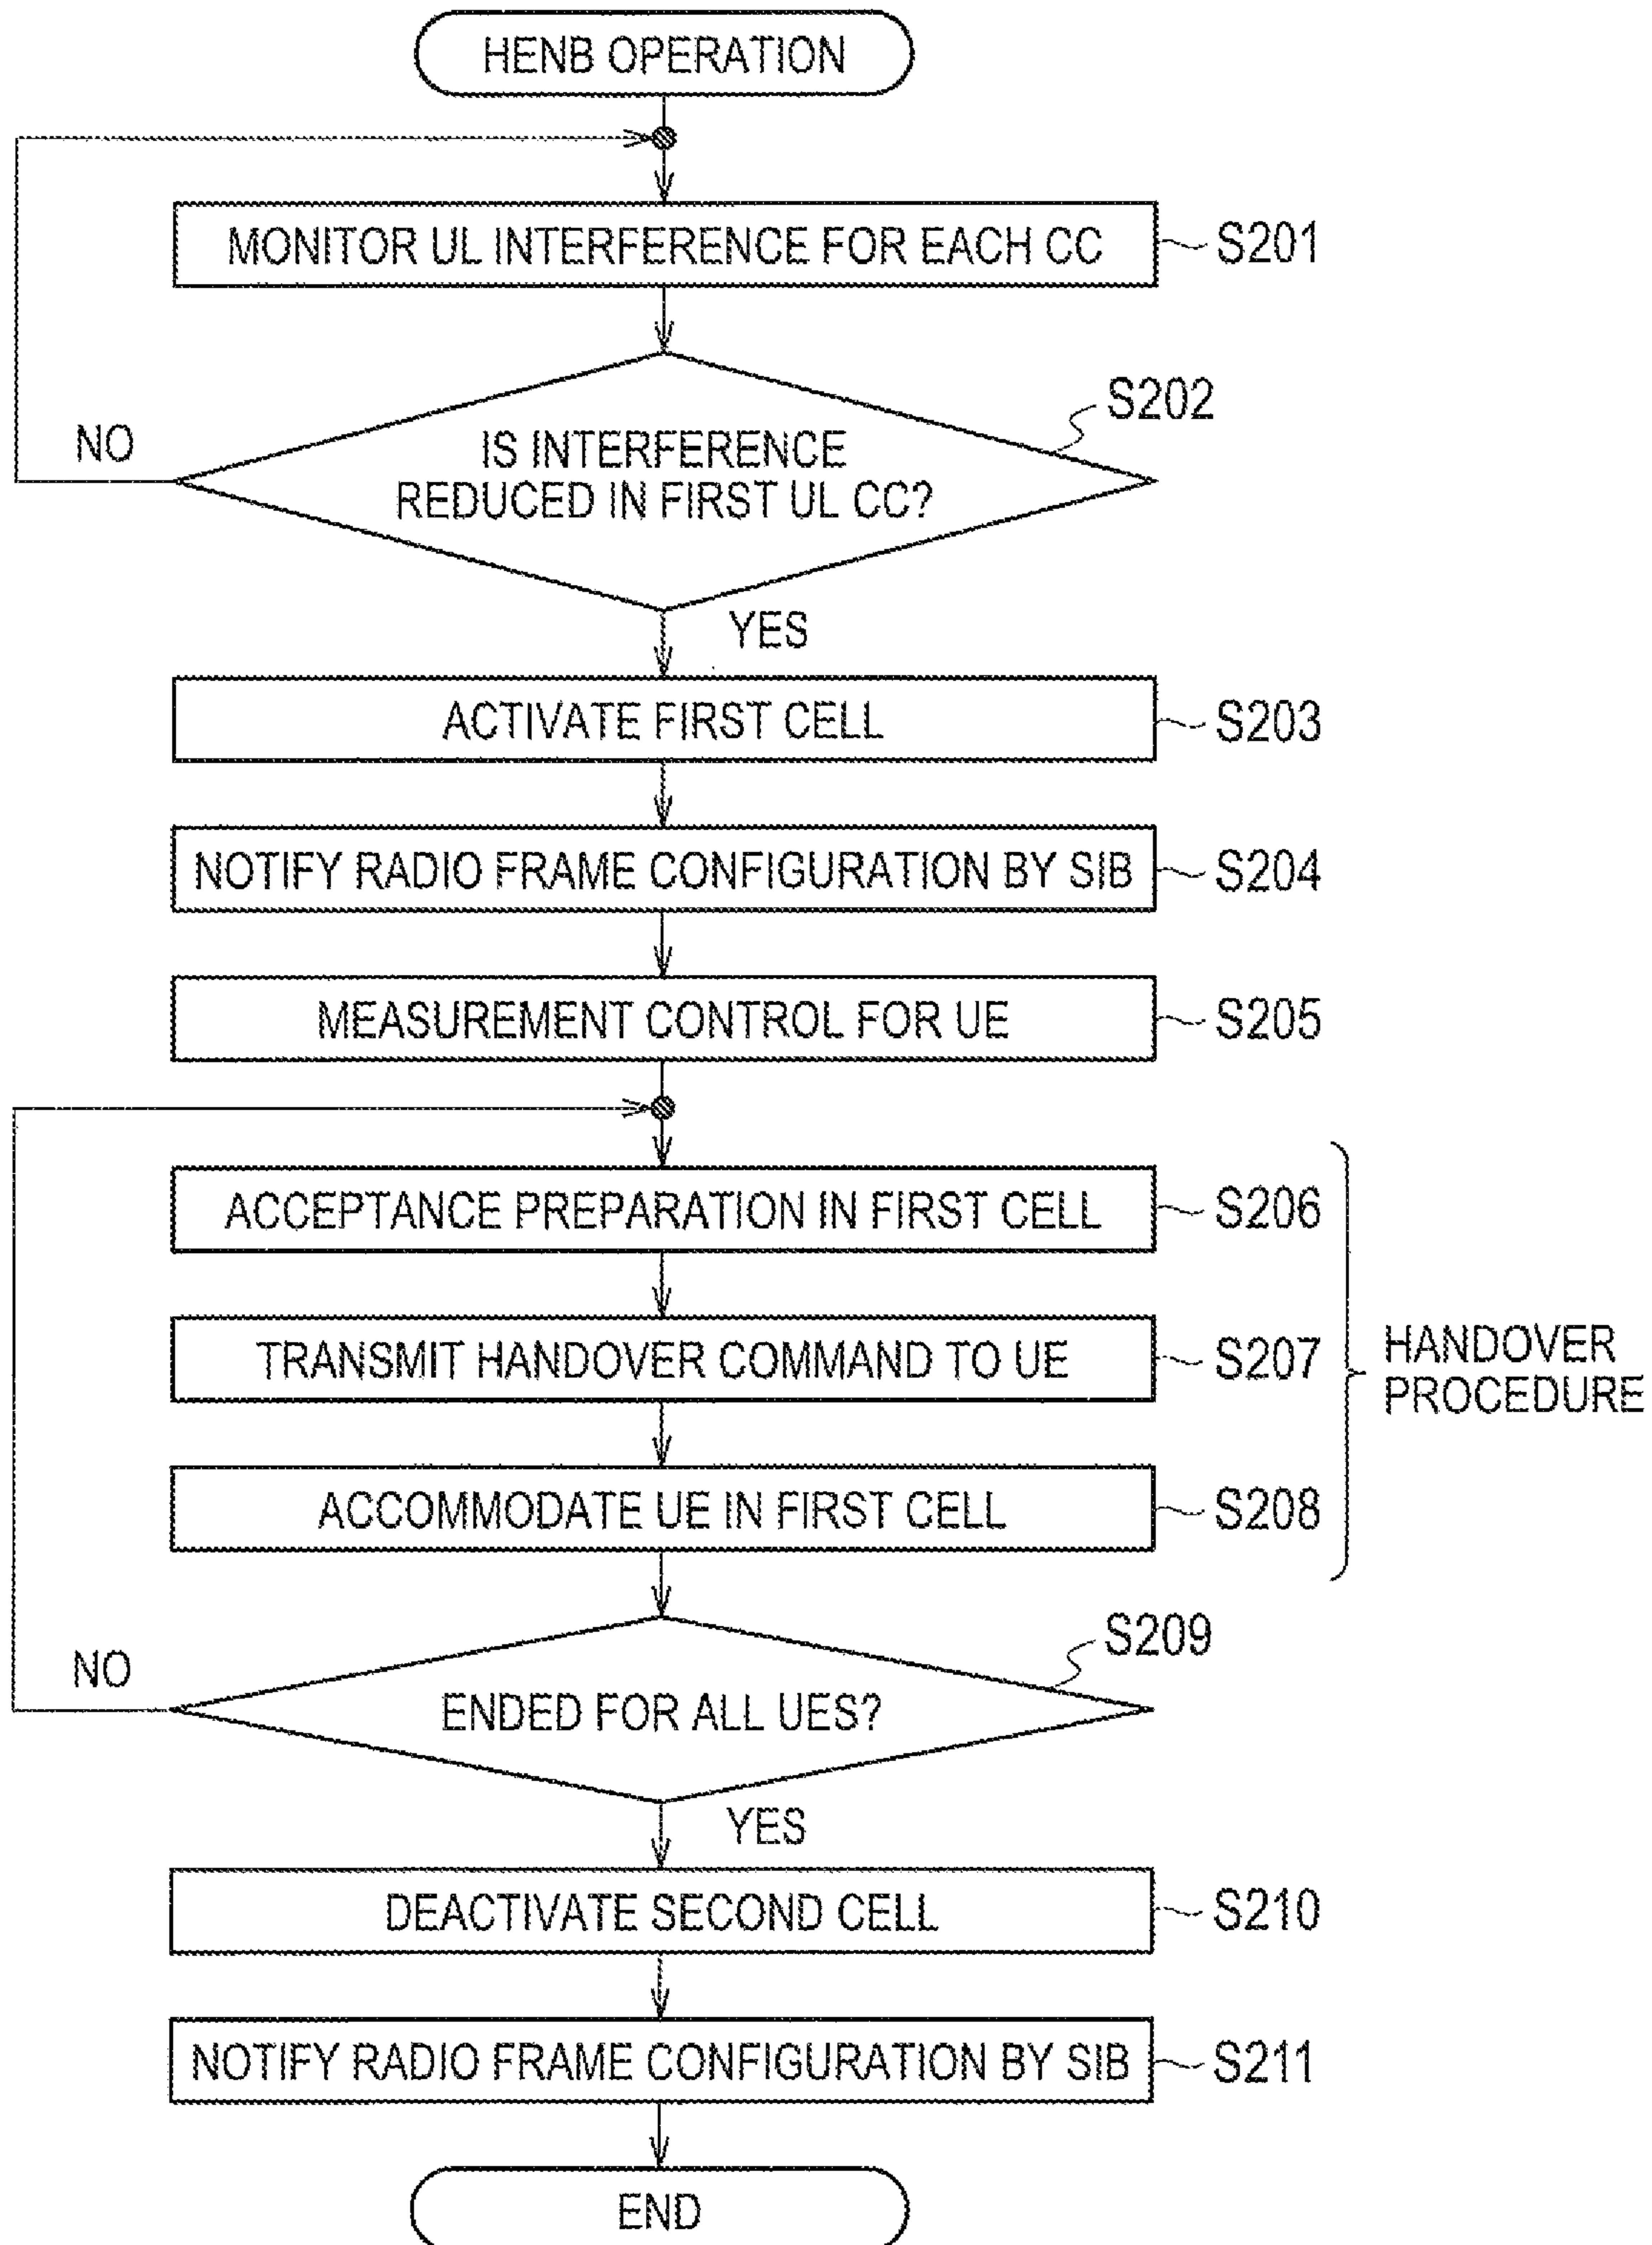 HENB OPERATION
MONITOR UL INTERFERENCE FOR EACH CC
S201
S202
NO
IS INTERFERENCE
REDUCED IN FIRST UL CC?
YES
ACTIVATE FIRST CELL
S203
NOTIFY RADIO FRAME CONFIGURATION BY SIB
S204
MEASUREMENT CONTROL FOR UE
S205
ACCEPTANCE PREPARATION IN FIRST CELL
S206
TRANSMIT HANDOVER COMMAND TO UE
S207
HANDOVER
PROCEDURE
ACCOMMODATE UE IN FIRST CELL
S208
S209
NO
ENDED FOR ALL UES?
YES
DEACTIVATE SECOND CELL
S210
NOTIFY RADIO FRAME CONFIGURATION BY SIB
S211
END